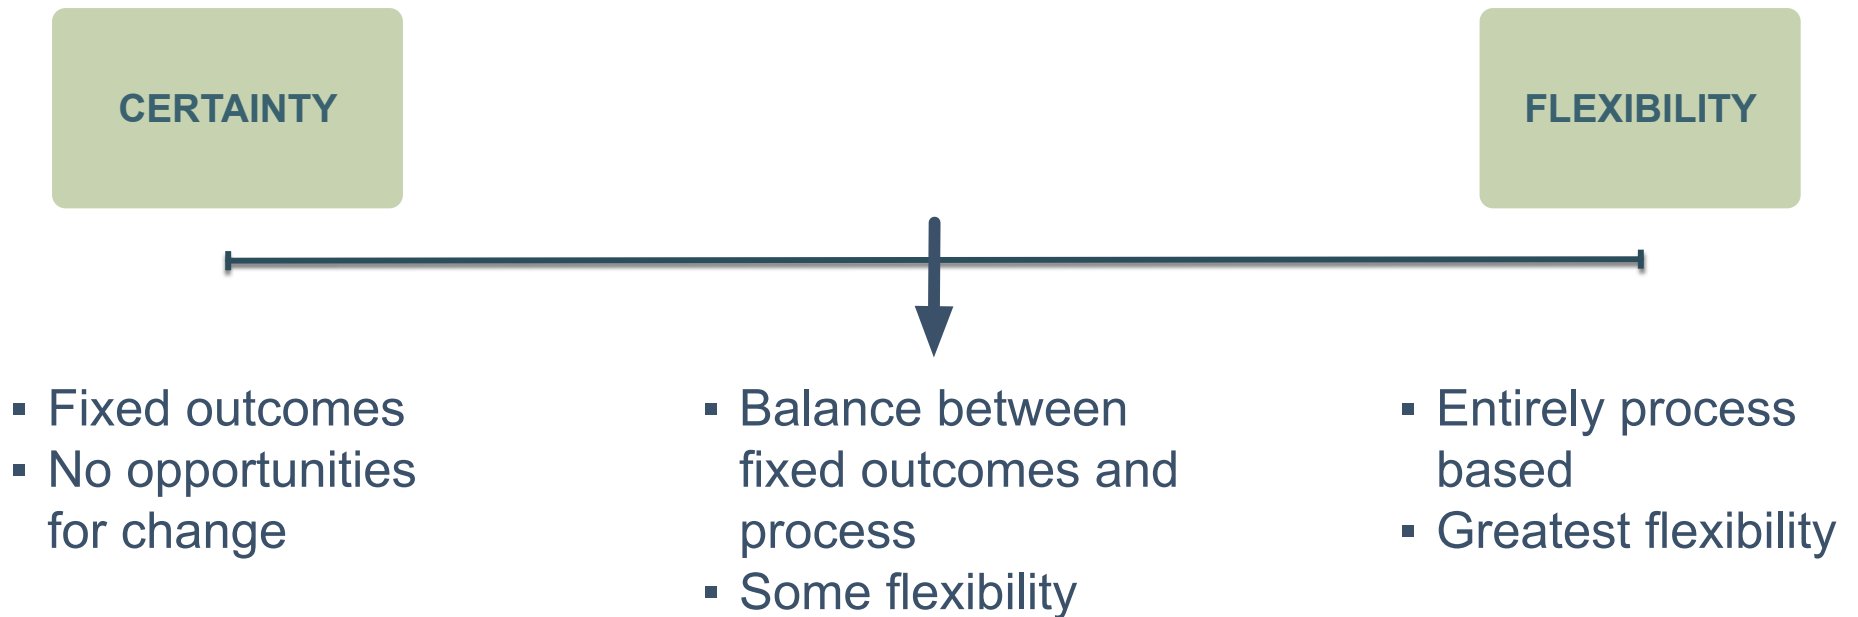 CERTAINTY
FLEXIBILITY
▪ Fixed outcomes
▪ No opportunities
for change
▪ Balance between
fixed outcomes and
process
▪ Some flexibility
▪ Entirely process
based
▪ Greatest flexibility